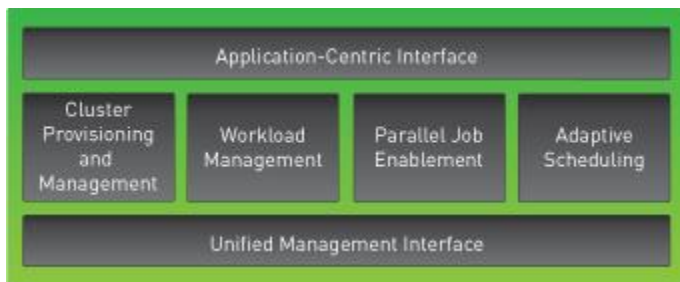 Application-Centric Interface
Cluster
Provisioning
and
Management
Workload
Management
Parallel Job
Enablement
Adaptive
Scheduling
Unified Management Interface